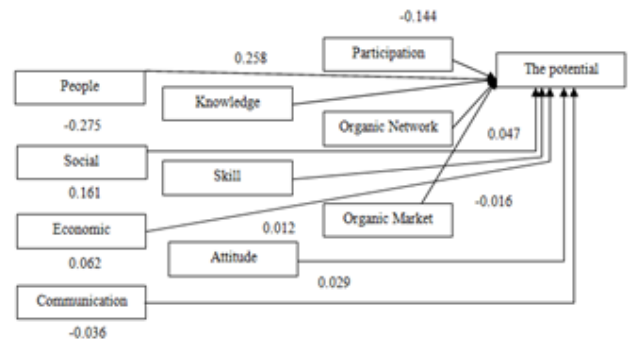 -0.144
Participation
0.258
The potential
People
Knowledge
-0.275
Organic Network
0.047
Social
Skill
0.161
-0.016
Organic Market
Economic
0.012
Attitude
0.062
0.029
Communication
-0.036